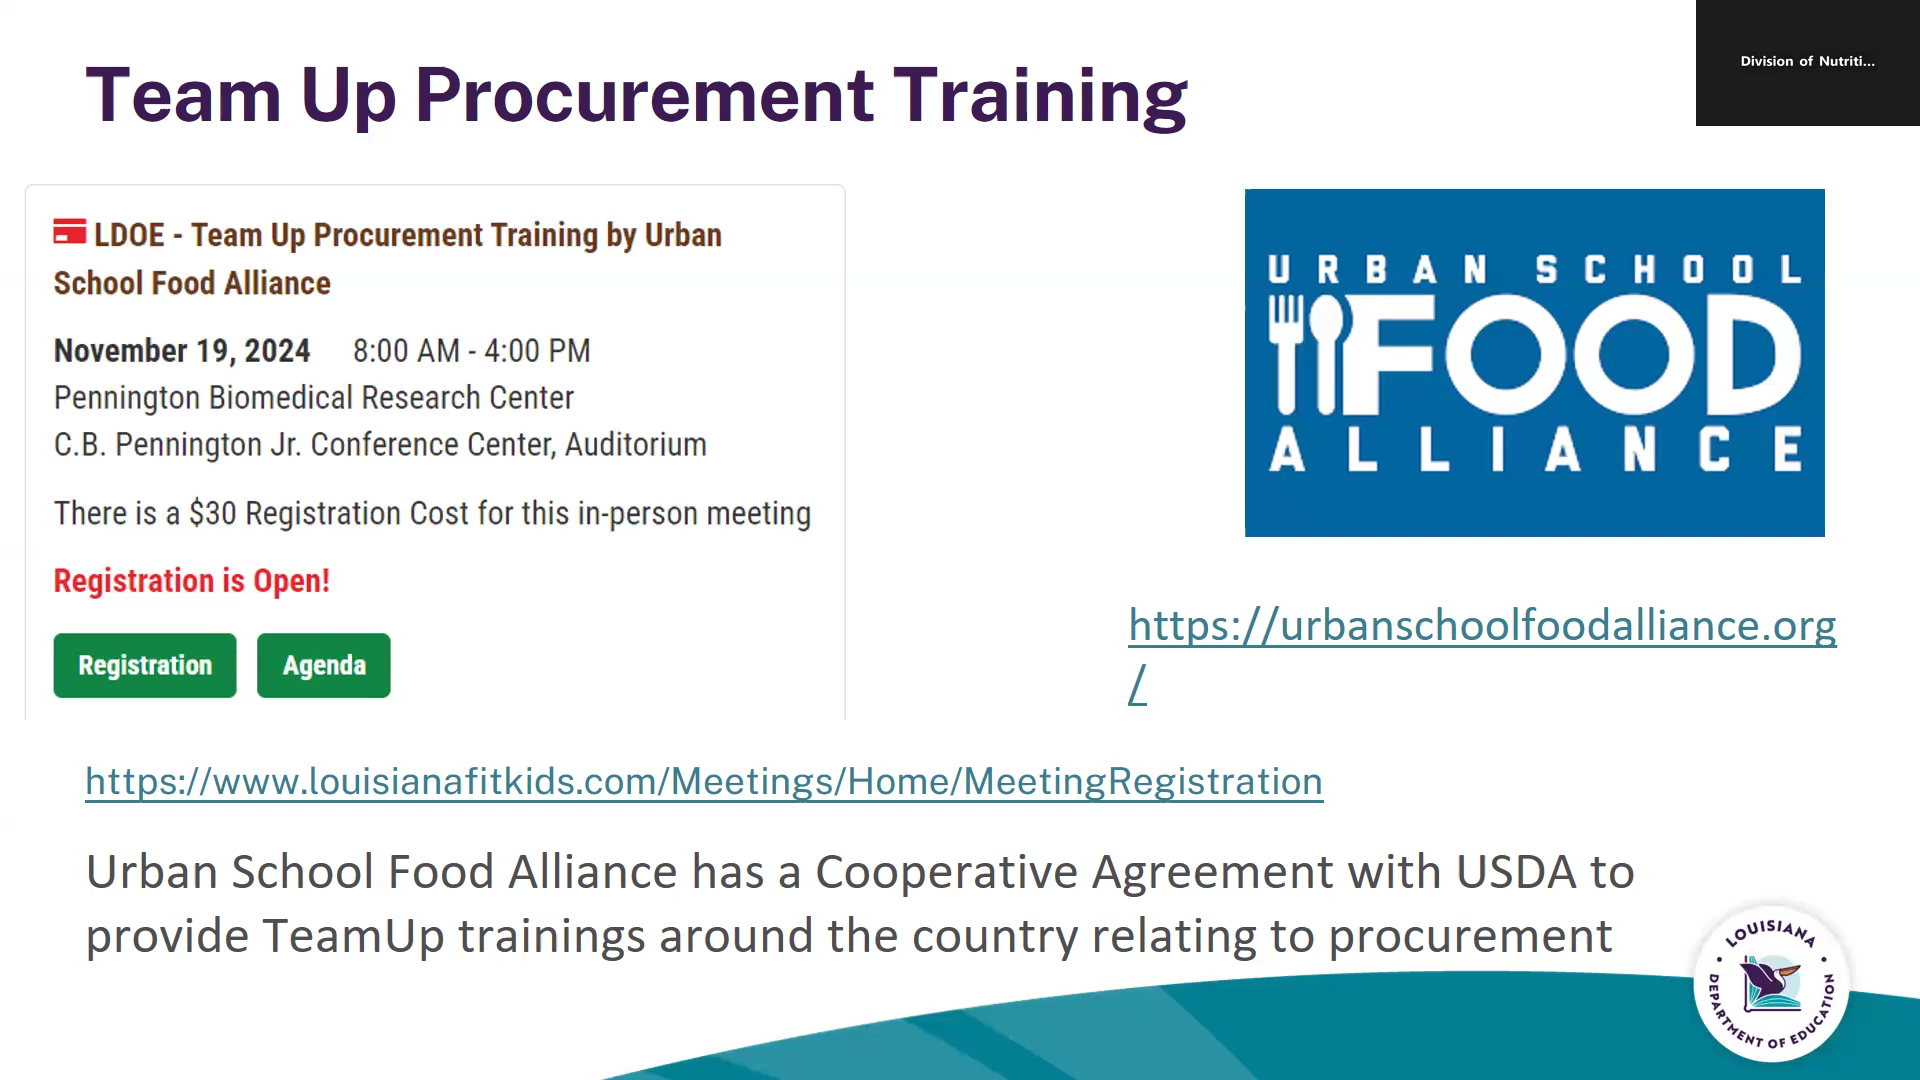 Team Up Procurement Training
Division of Nutriti...
LDOE - Team Up Procurement Training by Urban
School Food Alliance
November 19, 2024 8:00 AM - 4:00 PM
Pennington Biomedical Research Center
C.B. Pennington Jr. Conference Center, Auditorium
There is a $30 Registration Cost for this in-person meeting
Registration is Open!
Registration Agenda
URBAN SCHOOL
FOOD
ALLIANCE
https://urbanschoolfoodalliance.org
/
https://www.louisianafitkids.com/Meetings/Home/MeetingRegistration
Urban School Food Alliance has a Cooperative Agreement with USDA to
provide TeamUp trainings around the country relating to procurement
LOUISIANA
DEPARTMENT OF EDUCATION